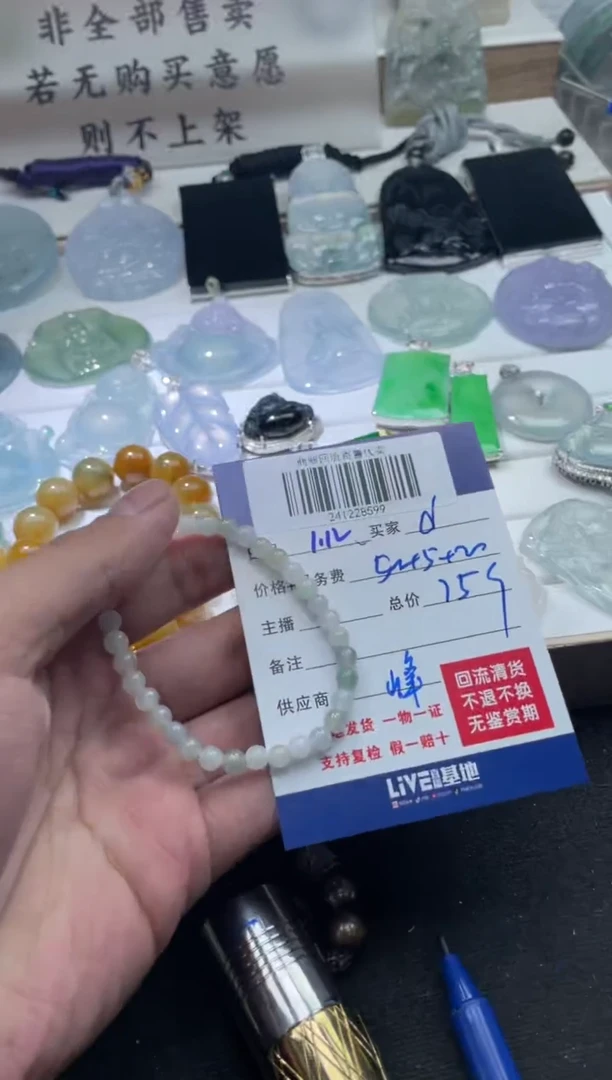 非全部售卖
若无购买意愿
则不上架
241228599
买家 d
价格+ 务费
主播 总价
备注
供应商 峰
发货 一物一证
支持复检 假一赔十
回流清货
不退不换
无鉴赏期
LiVE 基地